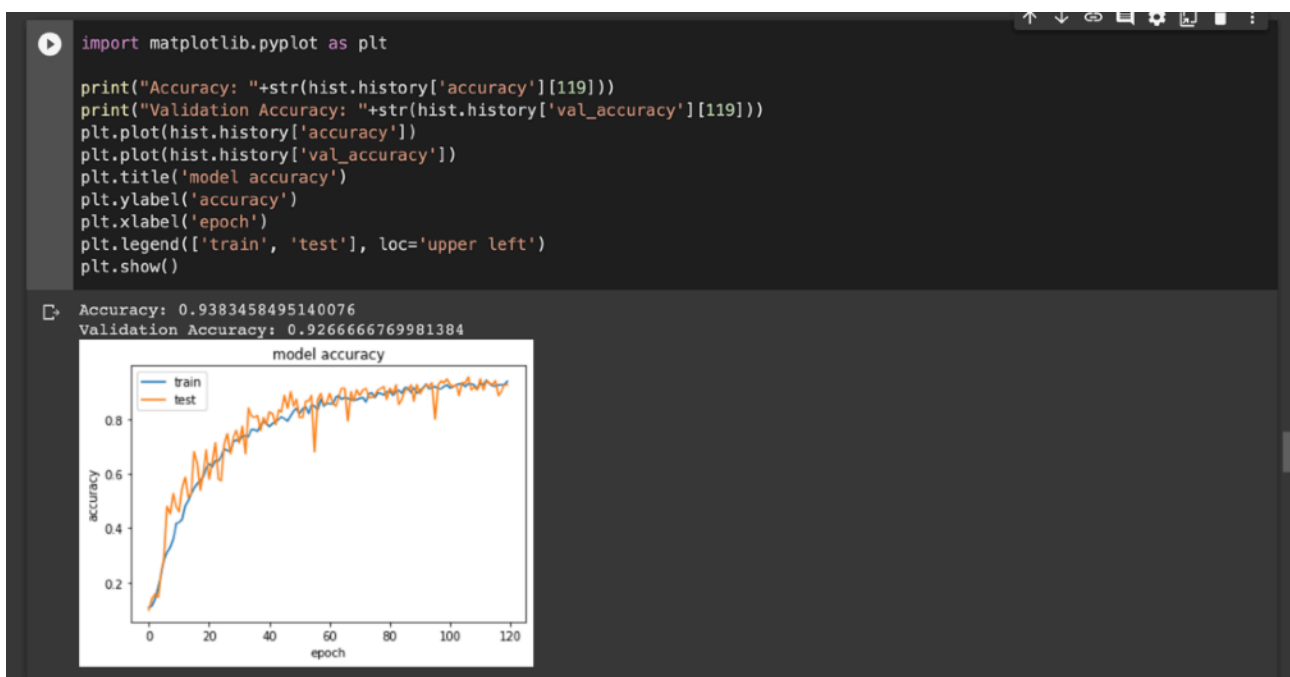 import matplotlib.pyplot as plt
print("Accuracy: "+str(hist.history['accuracy'][119]))
print("Validation Accuracy: "+str(hist.history['val_accuracy'][119]))
plt.plot(hist.history['accuracy'])
plt.plot(hist.history['val_accuracy'])
plt.title('model accuracy')
plt.ylabel('accuracy')
plt.xlabel('epoch')
plt.legend(['train', 'test'], loc='upper left')
plt.show()
Accuracy: 0.9383458495140076
Validation Accuracy: 0.9266666769981384
model accuracy
train
test
0.8
0.6
0.4
0.2
accuracy
0 20 40 60 80 100 120
epoch